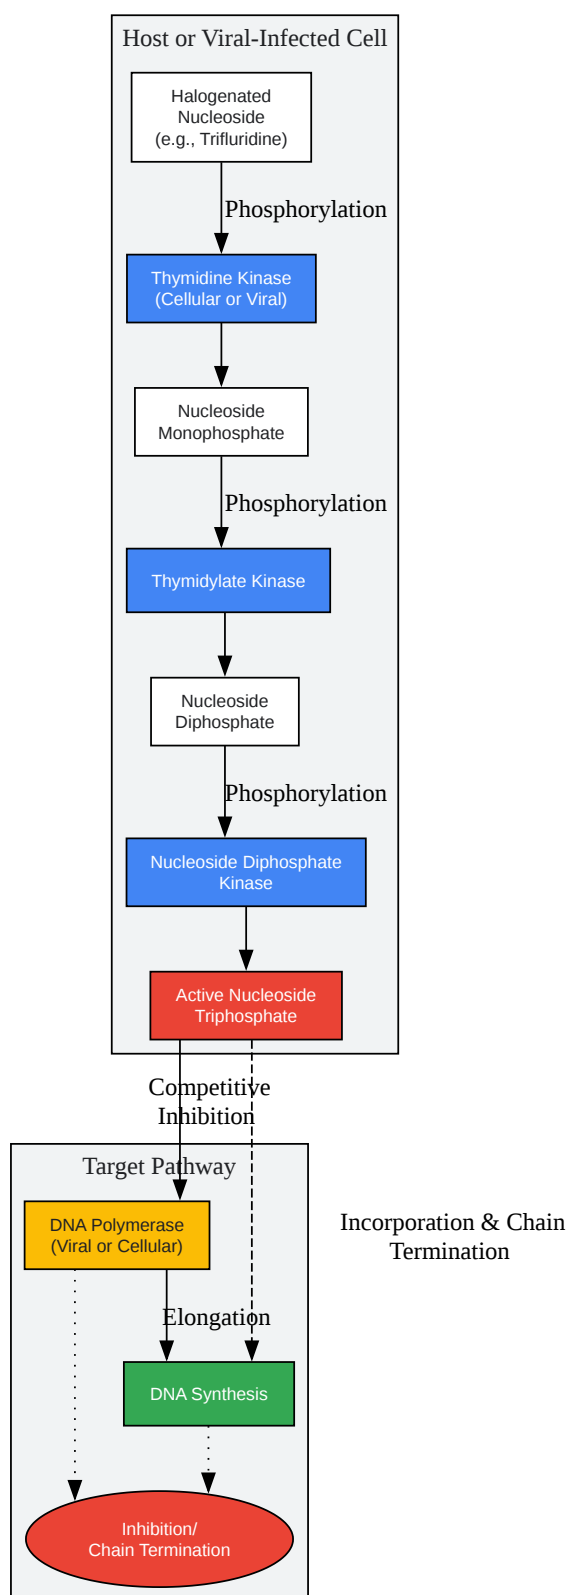 Host or Viral-Infected Cell
Halogenated
Nucleoside
(e.g., Trifluridine)
Phosphorylation
Thymidine Kinase
(Cellular or Viral)
Nucleoside
Monophosphate
Phosphorylation
Thymidylate Kinase
Nucleoside
Diphosphate
Phosphorylation
Nucleoside Diphosphate
Kinase
Active Nucleoside
Triphosphate
Competitive
Inhibition
Target Pathway
DNA Polymerase
(Viral or Cellular)
Incorporation & Chain
Termination
Elongation
DNA Synthesis
Inhibition/
Chain Termination